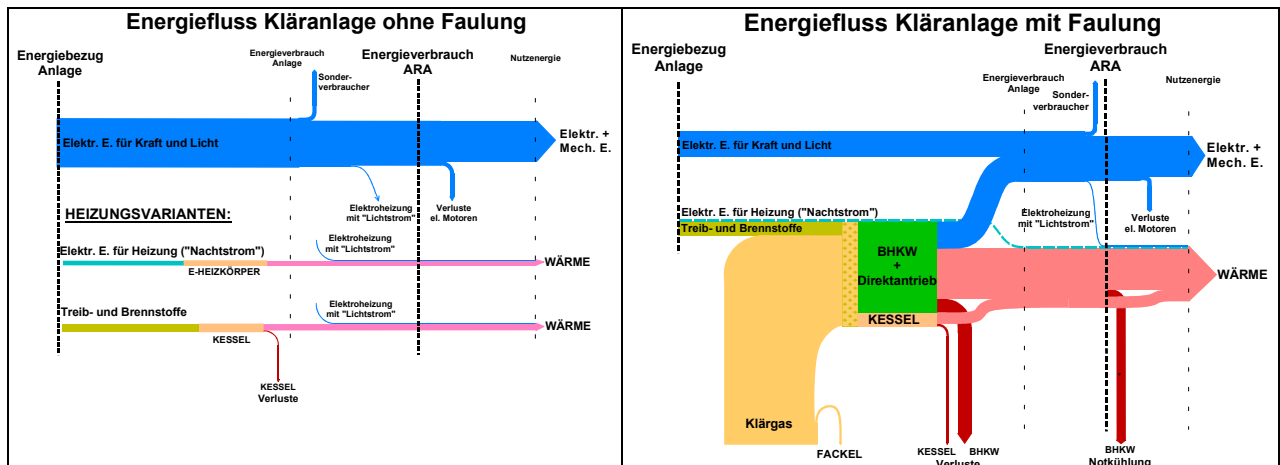 Energiefluss Kläranlage ohne Faulung
Energiebezug
Anlage
Energieverbrauch
Anlage
Energieverbrauch
ARA
Nutzenergie
Sonder-
verbraucher
Elektr. E. für Kraft und Licht
Elektr. +
Mech. E.
Elektroheizung
mit "Lichtstrom"
Verluste
el. Motoren
HEIZUNGSVARIANTEN:
Elektr. E. für Heizung ("Nachtstrom")
Elektroheizung
mit "Lichtstrom"
E-HEIZKÖRPER
WÄRME
Treib- und Brennstoffe
Elektroheizung
mit "Lichtstrom"
KESSEL
WÄRME
KESSEL
Verluste
Energiefluss Kläranlage mit Faulung
Energiebezug
Anlage
Energieverbrauch
ARA
Energieverbrauch
Anlage
Nutzenergie
Sonder-
verbraucher
Elektr. E. für Kraft und Licht
Elektr. +
Mech. E.
Elektr. E. für Heizung ("Nachtstrom")
Treib- und Brennstoffe
Elektroheizung
mit "Lichtstrom"
Verluste
el. Motoren
BHKW
+
Direktantrieb
WÄRME
KESSEL
Klärgas
FACKEL
KESSEL
BHKW
Verluste
BHKW
Notkühlung